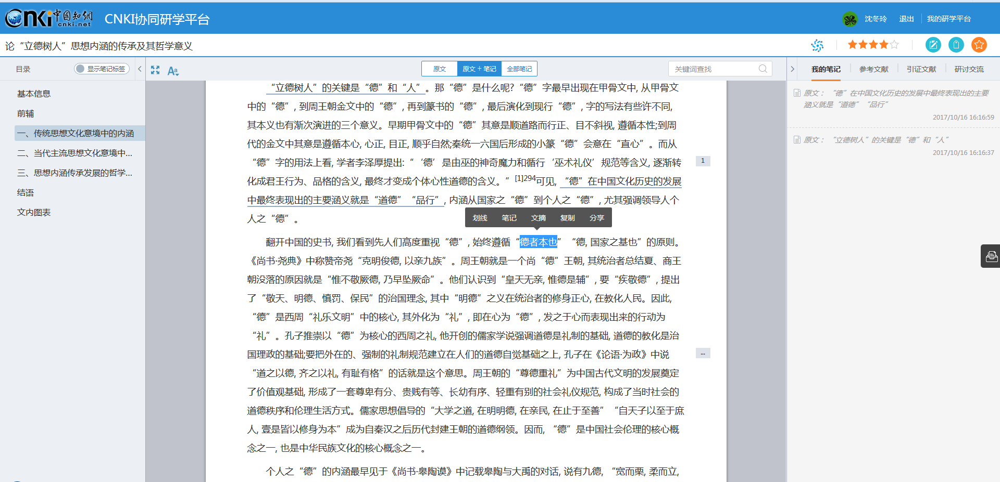 Cnki中国知网
cnki.net
CNKI协同研学平台
沈冬玲 退出 我的研学平台
论“立德树人”思想内涵的传承及其哲学意义
目录
显示笔记标签
基本信息
前辅
一、传统思想文化意境中的内涵
二、当代主流思想文化意境中...
三、思想内涵传承发展的哲学...
结语
文内图表
原文 原文+笔记 全部笔记
关键词查找
“立德树人”的关键是“德”和“人”。那“德”是什么呢?“德”字最早出现在甲骨文中, 从甲骨文
中的“德”, 到周王朝金文中的“德”, 再到篆书的“德”, 最后演化到现行“德”, 字的写法有些许不同,
其本义也有渐次演进的三个意义。早期甲骨文中的“德”其意是顺道路而行正、目不斜视, 遵循本性;到周
代的金文中其意是遵循本心, 心正, 目正, 顺乎自然;秦统一六国后形成的小篆“德”会意在“直心”。而从
“德”字的用法上看, 学者李泽厚提出:“‘德’是由巫的神奇魔力和循行‘巫术礼仪’规范等含义, 逐渐转
化成君王行为、品格的含义, 最终才变成个体心性道德的含义。”[1]294可见, “德”在中国文化历史的发展
中最终表现出的主要涵义就是“道德”“品行”, 内涵从国家之“德”到个人之“德”, 尤其强调领导人个
人之“德”。
划线 笔记 文摘 复制 分享
翻开中国的史书, 我们看到先人们高度重视“德”, 始终遵循“德者本也”“德, 国家之基也”的原则。
《尚书·尧典》中称赞帝尧“克明俊德, 以亲九族”。周王朝就是一个尚“德”王朝, 其统治者总结夏、商王
朝没落的原因就是“惟不敬厥德, 乃早坠厥命”。他们认识到“皇天无亲, 惟德是辅”, 要“疾敬德”, 提出
了“敬天、明德、慎罚、保民”的治国理念, 其中“明德”之义在统治者的修身正心, 在教化人民。因此,
“德”是西周“礼乐文明”中的核心, 其外化为“礼”, 即在心为“德”, 发之于心而表现出来的行动为
“礼”。孔子推崇以“德”为核心的西周之礼, 他开创的儒家学说强调道德是礼制的基础, 道德的教化是治
国理政的基础;要把外在的、强制的礼制规范建立在人们的道德自觉基础之上, 孔子在《论语·为政》中说
“道之以德, 齐之以礼, 有耻有格”的话就是这个意思。周王朝的“尊德重礼”为中国古代文明的发展奠定
了价值观基础, 形成了一套尊卑有分、贵贱有等、长幼有序、轻重有别的社会礼仪规范, 构成了当时社会的
道德秩序和伦理生活方式。儒家思想倡导的“大学之道, 在明明德, 在亲民, 在止于至善”“自天子以至于庶
人, 壹是皆以修身为本”成为自秦汉之后历代封建王朝的道德纲领。因而, “德”是中国社会伦理的核心概
念之一, 也是中华民族文化的核心概念之一。
个人之“德”的内涵最早见于《尚书·皋陶谟》中记载皋陶与大禹的对话, 说有九德, “宽而栗, 柔而立,
1
...
我的笔记 参考文献 引证文献 研讨交流
原文: “德”在中国文化历史的发展中最终表现出的主要
涵义就是“道德”“品行”
2017/10/16 16:16:59
原文: “立德树人”的关键是“德”和“人”
2017/10/16 16:16:37